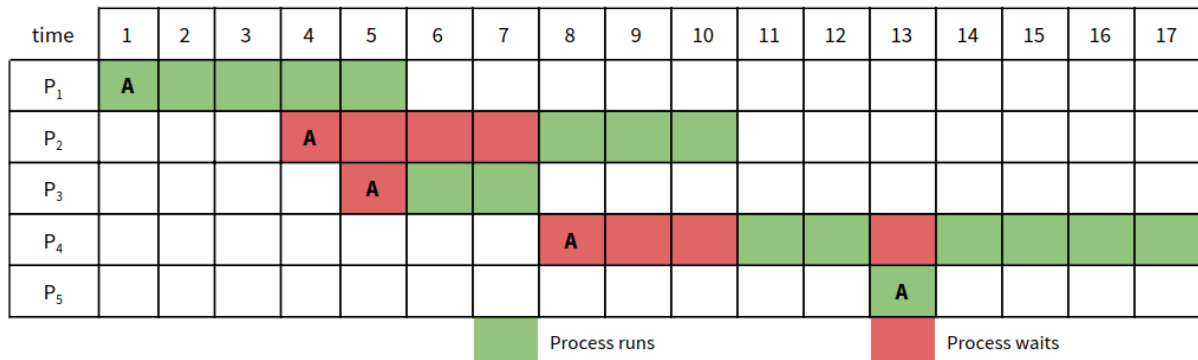 time 1 2 3 4 5 6 7 8 9 10 11 12 13 14 15 16 17
P₁ A
P₂ A
P₃ A
P₄ A
P₅ A
Process runs Process waits